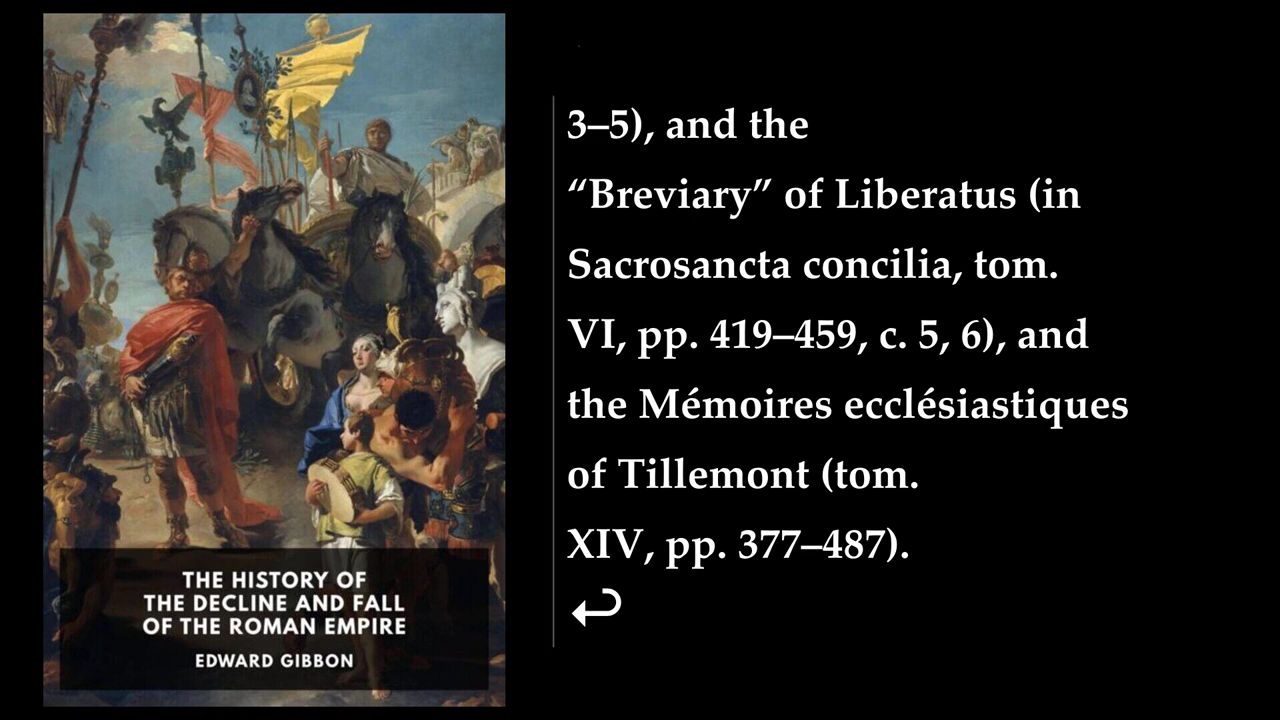 THE HISTORY OF
THE DECLINE AND FALL
OF THE ROMAN EMPIRE
EDWARD GIBBON
3–5), and the
“Breviary” of Liberatus (in
Sacrosancta concilia, tom.
VI, pp. 419–459, c. 5, 6), and
the Mémoires ecclésiastiques
of Tillemont (tom.
XIV, pp. 377–487).
↩